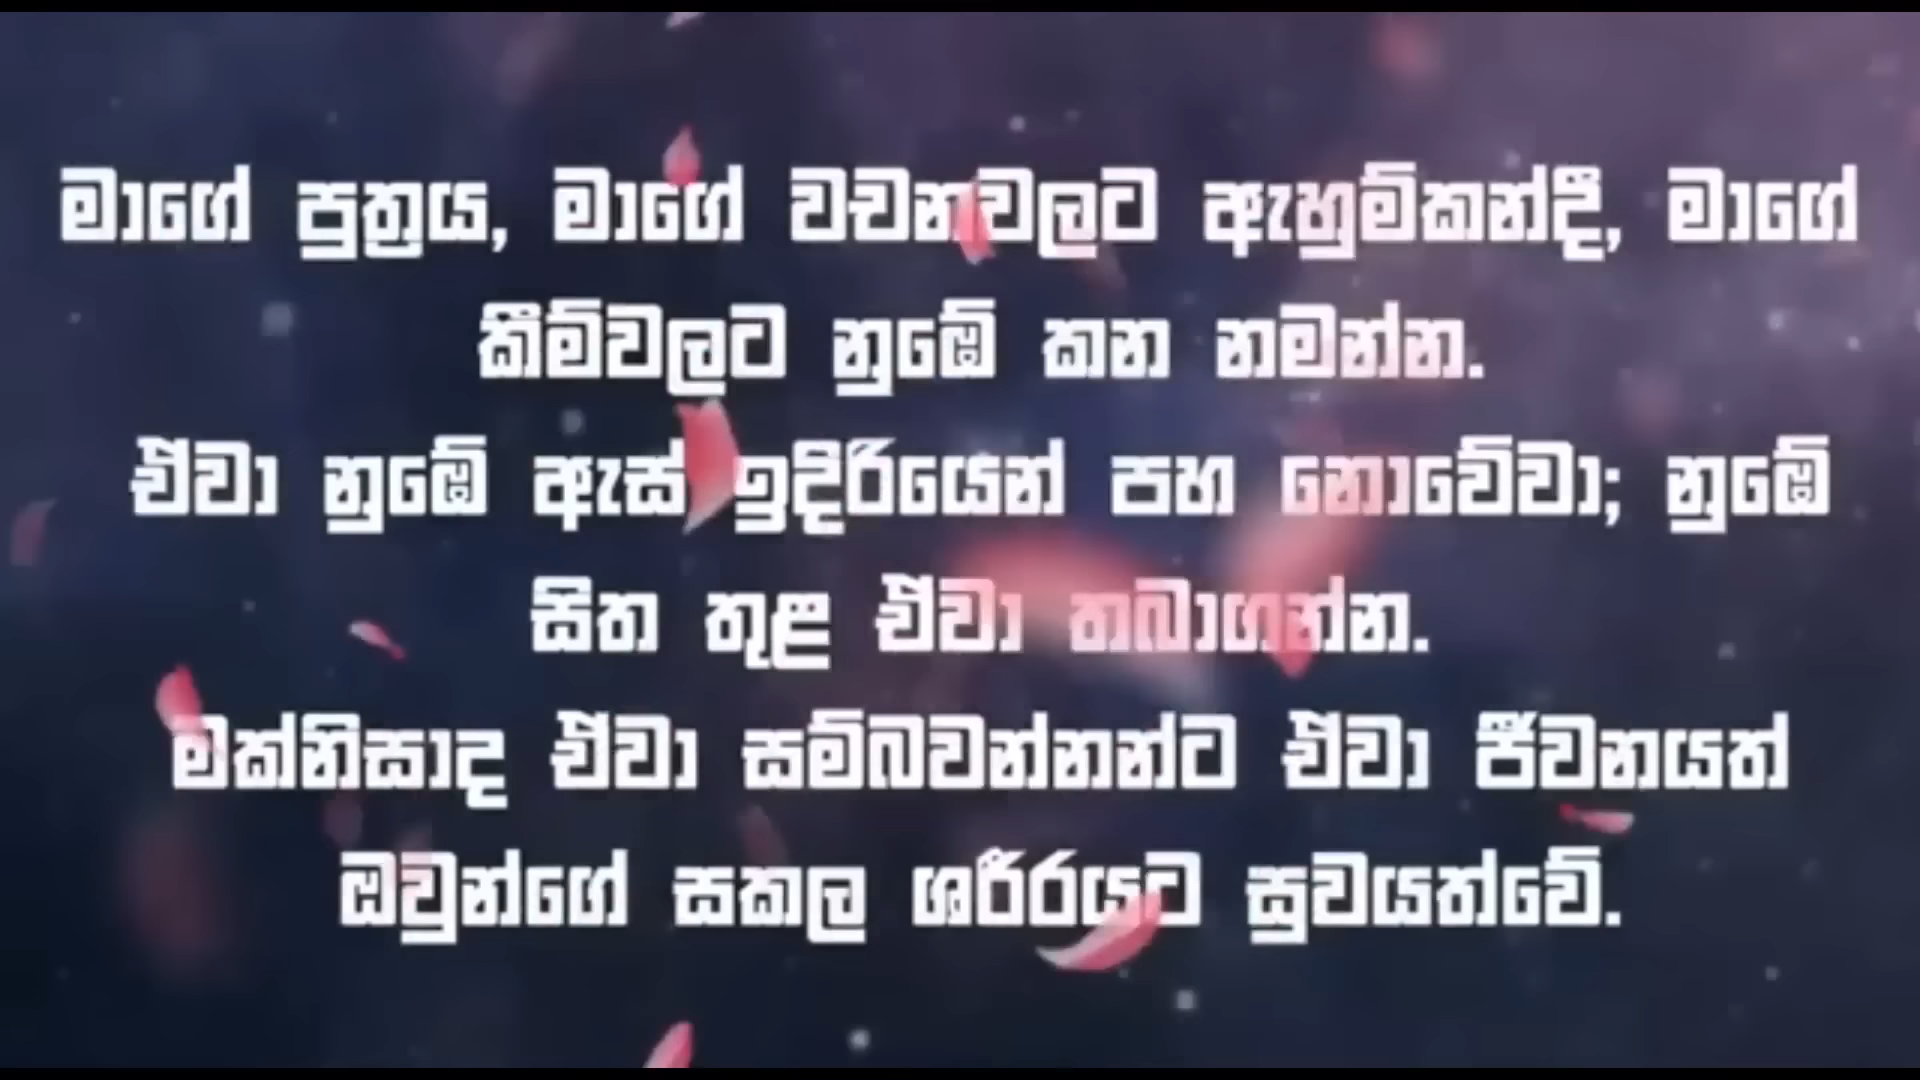 මාගේ පුත්‍රය, මාගේ වචනවලට ඇහුම්කන්දී, මාගේ
කීම්වලට නුඹේ කන නමන්න.
ඒවා නුඹේ ඇස් ඉදිරියෙන් පහ නොවේවා; නුඹේ
සිත තුළ ඒවා තබාගන්න.
මක්නිසාද ඒවා සම්බවන්නන්ට ඒවා ජීවනයත්
ඔවුන්ගේ සකල ශරීරයට සුවයත්වේ.